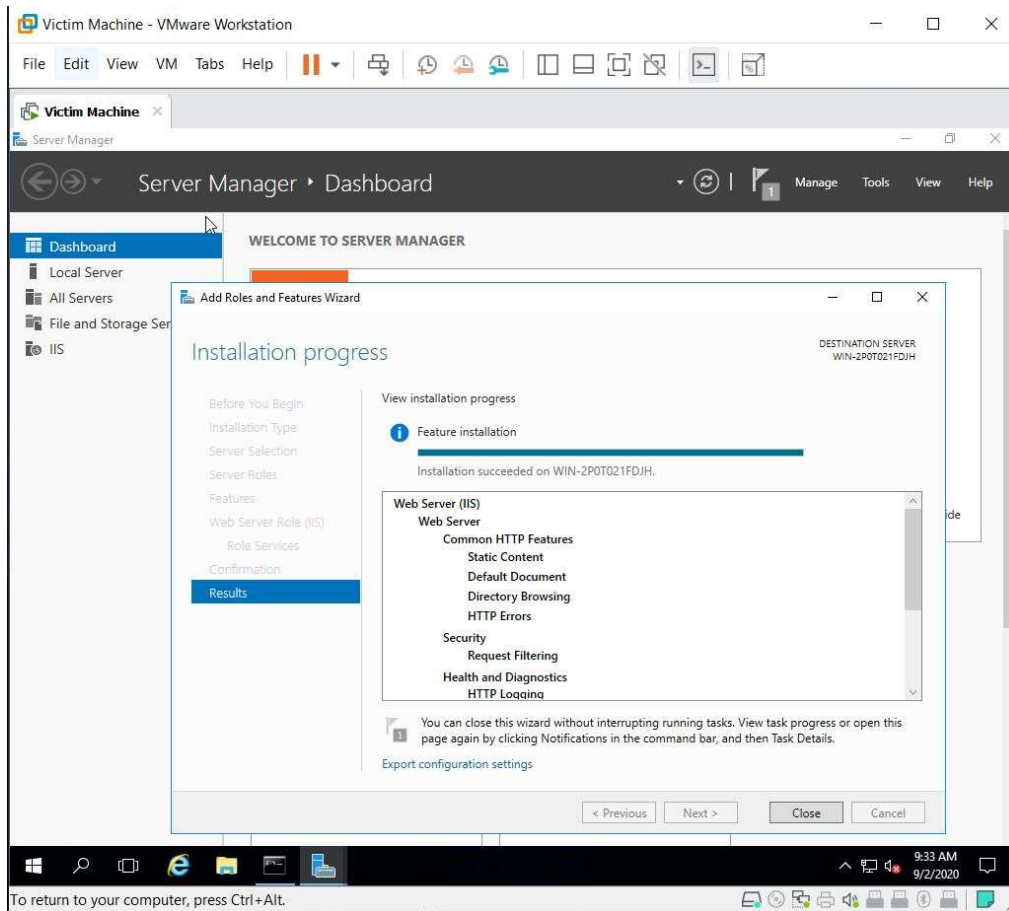 Victim Machine - VMware Workstation
File Edit View VM Tabs Help
Victim Machine
Server Manager
Server Manager • Dashboard
1 Manage Tools View Help
Dashboard
Local Server
All Servers
File and Storage Ser
IIS
WELCOME TO SERVER MANAGER
Add Roles and Features Wizard
Installation progress
DESTINATION SERVER
WIN-2P0T021FDJH
Before You Begin
Installation Type
Server Selection
Server Roles
Features
Web Server Role (IIS)
Role Services
Confirmation
Results
View installation progress
Feature installation
Installation succeeded on WIN-2P0T021FDJH.
Web Server (IIS)
Web Server
Common HTTP Features
Static Content
Default Document
Directory Browsing
HTTP Errors
Security
Request Filtering
Health and Diagnostics
HTTP Logging
ide
1
You can close this wizard without interrupting running tasks. View task progress or open this
page again by clicking Notifications in the command bar, and then Task Details.
Export configuration settings
< Previous Next > Close Cancel
9:33 AM
9/2/2020
To return to your computer, press Ctrl+Alt.